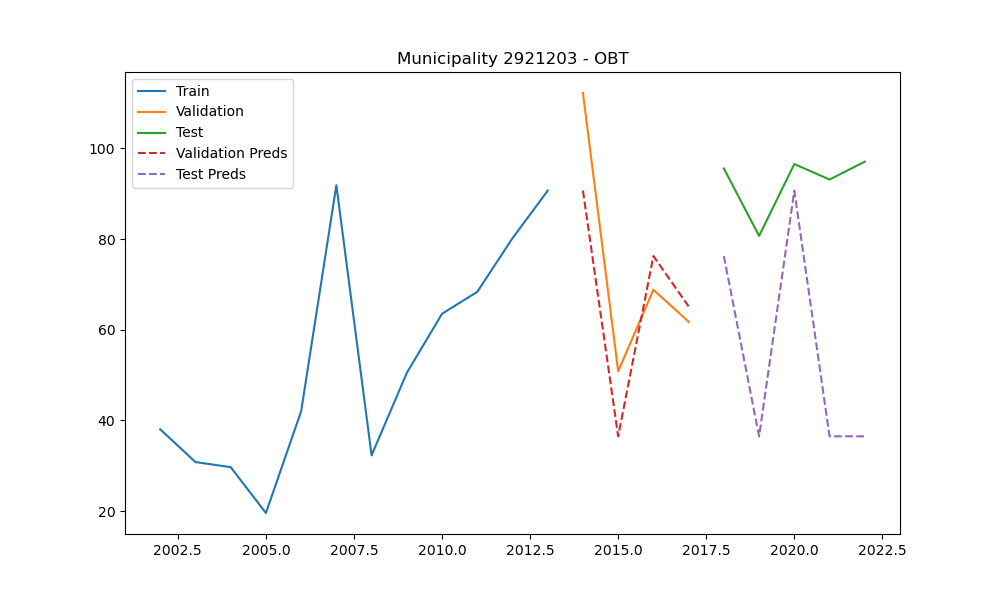 Municipality 2921203 - OBT
Train
Validation
Test
Validation Preds
Test Preds
100
80
60
40
20
2002.5 2005.0 2007.5 2010.0 2012.5 2015.0 2017.5 2020.0 2022.5